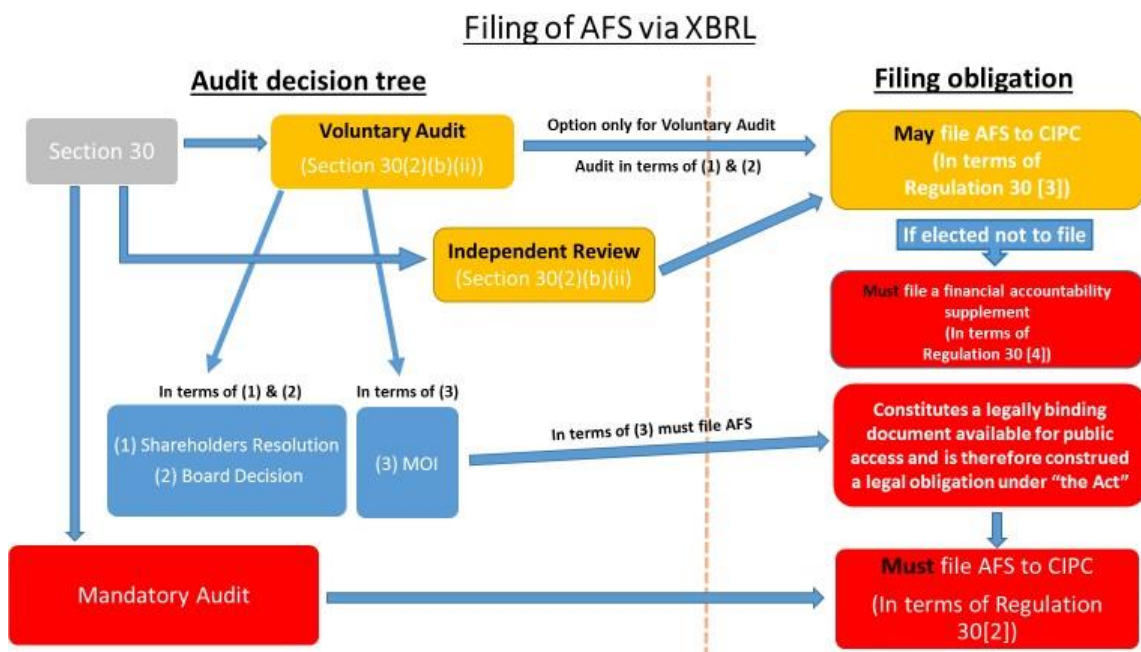 Filing of AFS via XBRL
Audit decision tree
Filing obligation
Section 30
Voluntary Audit
(Section 30(2)(b)(ii))
Option only for Voluntary Audit
Audit in terms of (1) & (2)
May file AFS to CIPC
(In terms of
Regulation 30 [3])
If elected not to file
Independent Review
(Section 30(2)(b)(ii)
Must file a financial accountability
supplement
(In terms of
Regulation 30 [4])
In terms of (1) & (2)
(1) Shareholders Resolution
(2) Board Decision
In terms of (3)
(3) MOI
In terms of (3) must file AFS
Constitutes a legally binding
document available for public
access and is therefore construed
a legal obligation under “the Act”
Mandatory Audit
Must file AFS to CIPC
(In terms of Regulation
30[2])